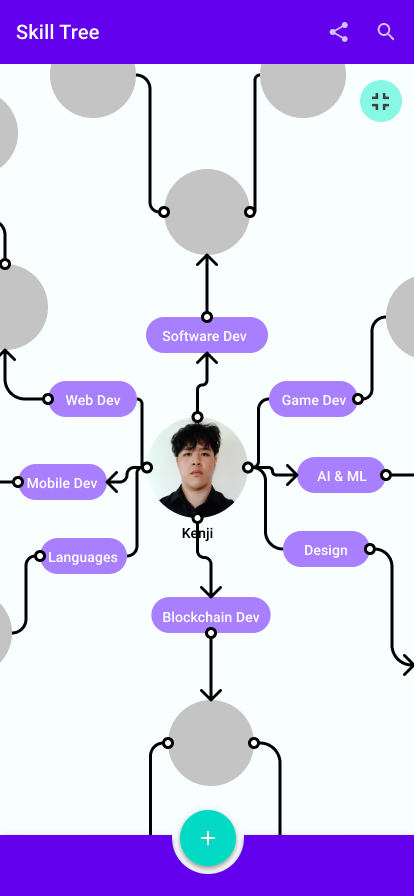 Skill Tree
Software Dev
Web Dev
Game Dev
Mobile Dev
AI & ML
Kenji
Languages
Design
Blockchain Dev